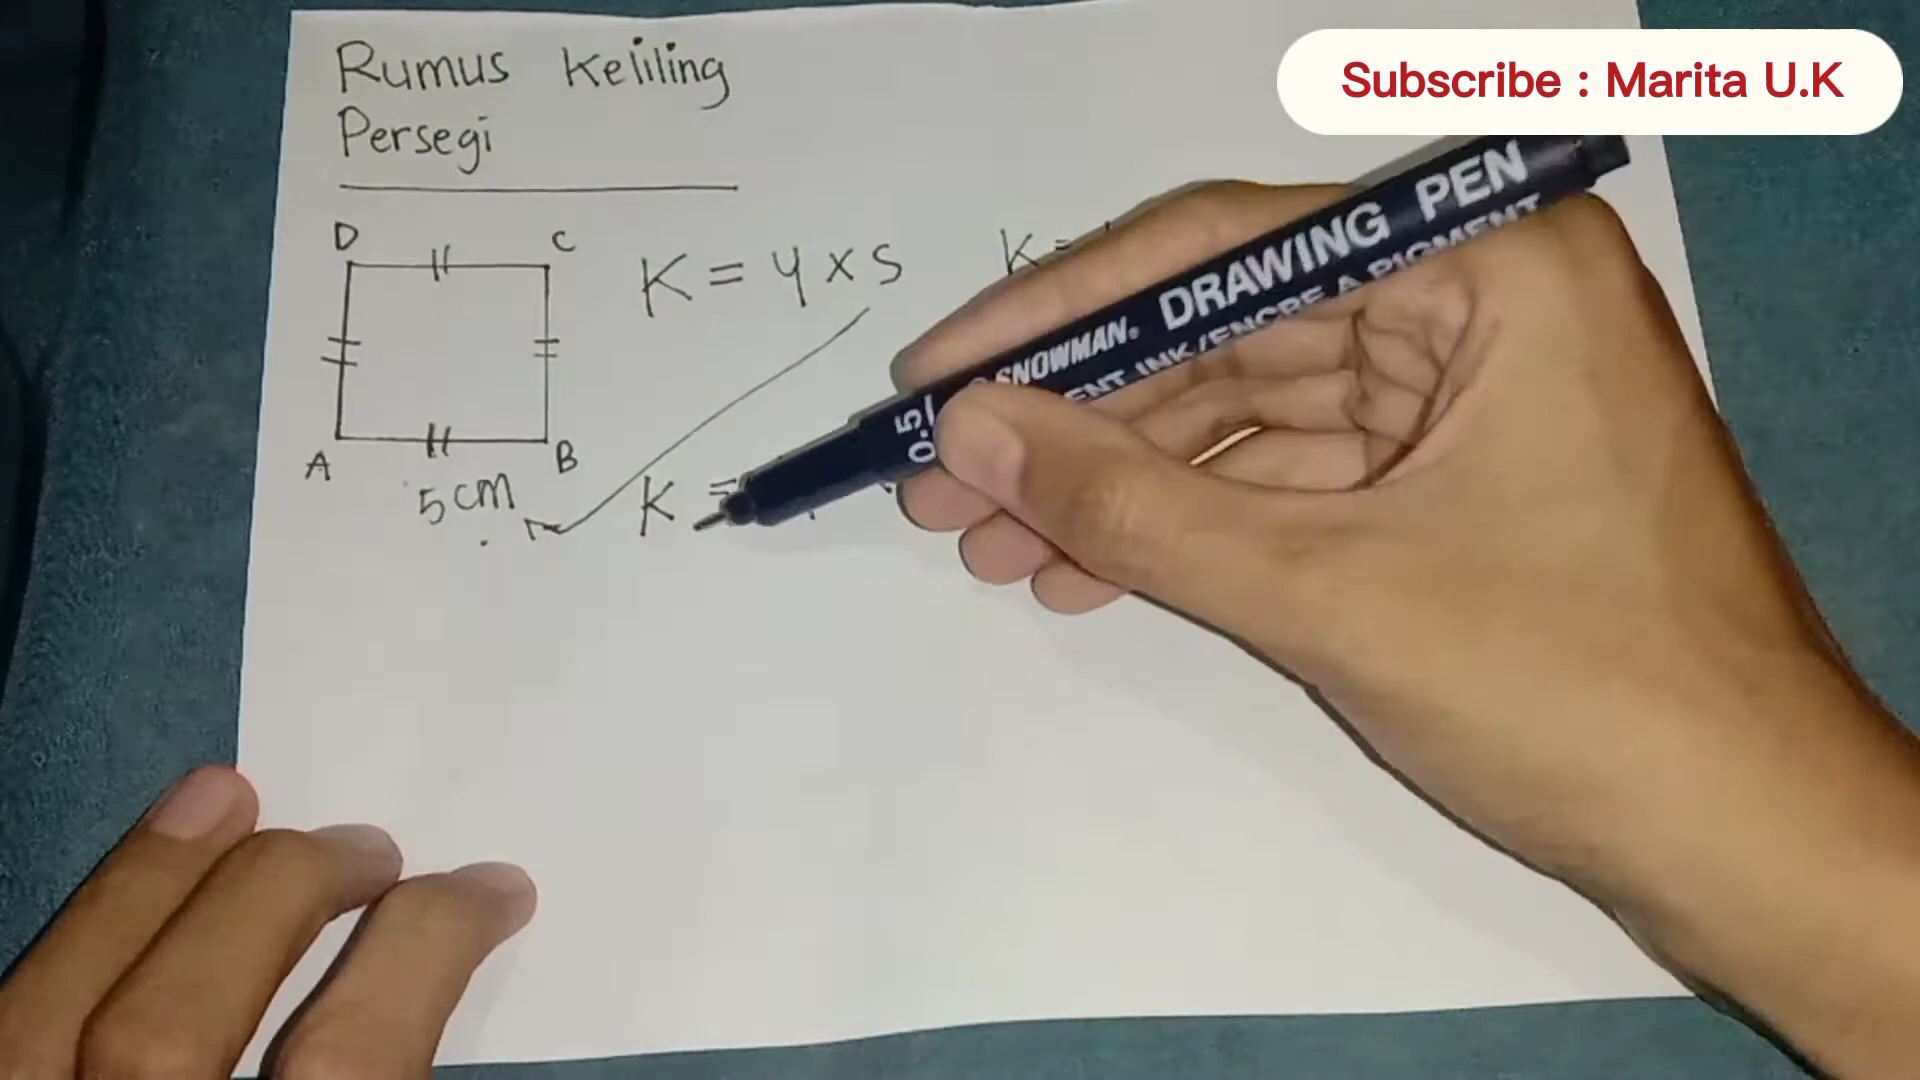 Rumus Keliling
Persegi
Subscribe : Marita U.K
D
C
K = 4 x s
K =
A
B
5 cm
K =
0.5
SNOWMAN. DRAWING PEN